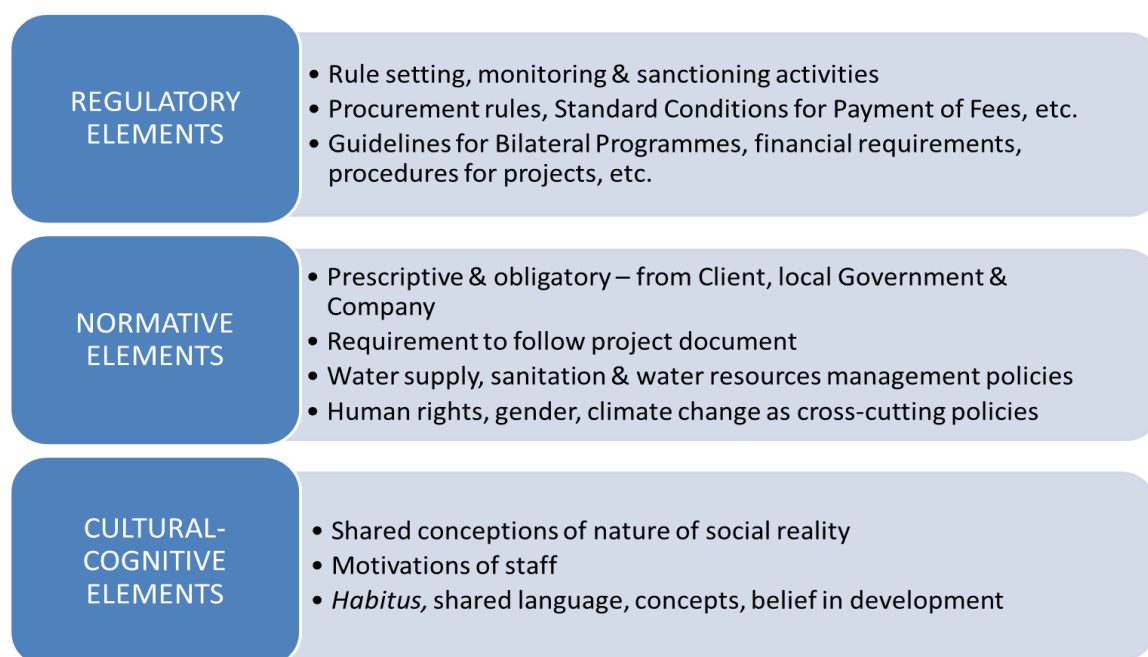 REGULATORY
ELEMENTS
• Rule setting, monitoring & sanctioning activities
• Procurement rules, Standard Conditions for Payment of Fees, etc.
• Guidelines for Bilateral Programmes, financial requirements,
procedures for projects, etc.
NORMATIVE
ELEMENTS
• Prescriptive & obligatory – from Client, local Government &
Company
• Requirement to follow project document
• Water supply, sanitation & water resources management policies
• Human rights, gender, climate change as cross-cutting policies
CULTURAL-
COGNITIVE
ELEMENTS
• Shared conceptions of nature of social reality
• Motivations of staff
• Habitus, shared language, concepts, belief in development